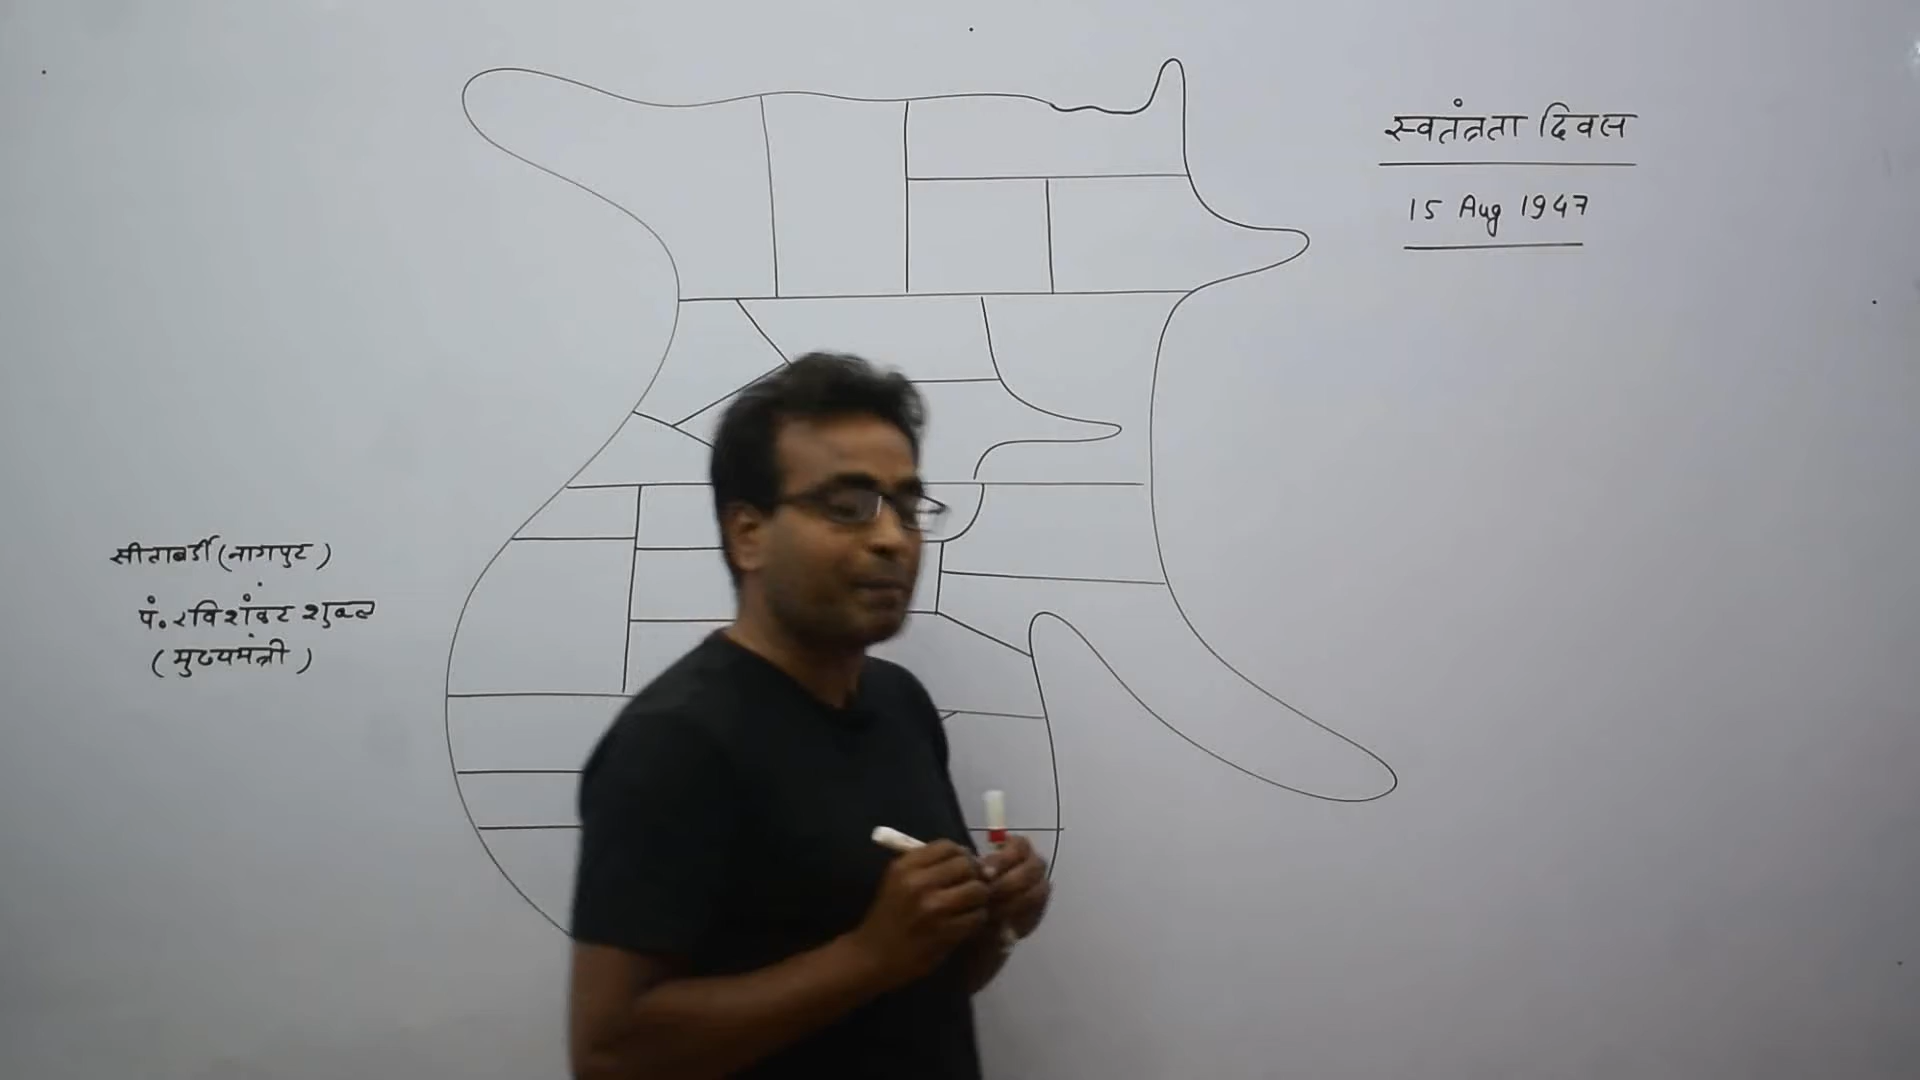 स्वतंत्रता दिवस
15 Aug 1947
सीताबर्डी (नागपुर)
पं. रविशंकर शुक्ल
(मुख्यमंत्री)